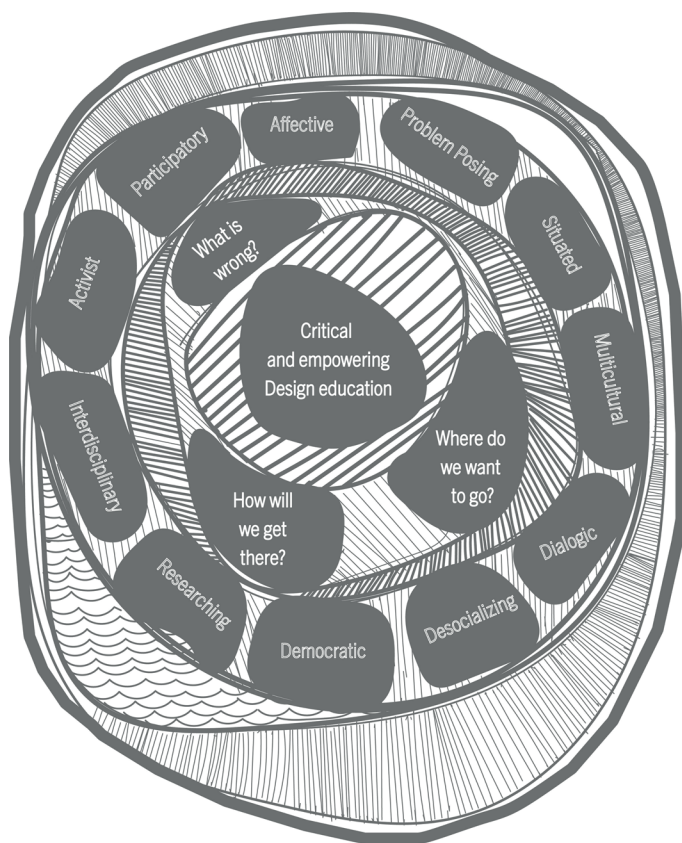 Participatory
Affective
Problem Posing
Situated
Multicultural
Dialogic
Desocializing
Democratic
Researching
Interdisciplinary
Activist
What is
wrong?
Where do
we want
to go?
How will
we get
there?
Critical
and empowering
Design education